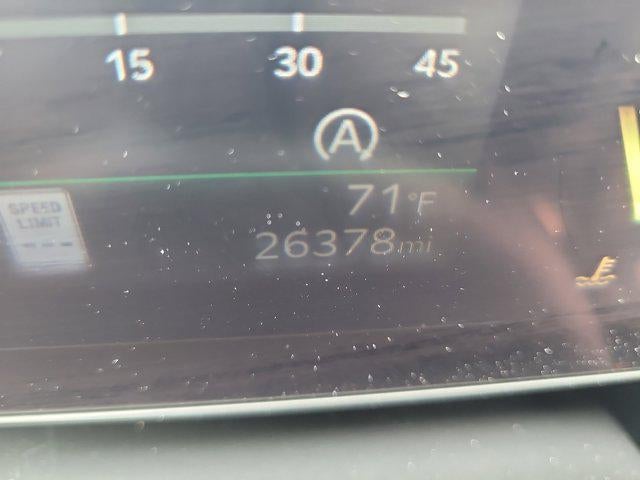 15 30 45
A
71°F
SPEED
LIMIT
---
26378mi